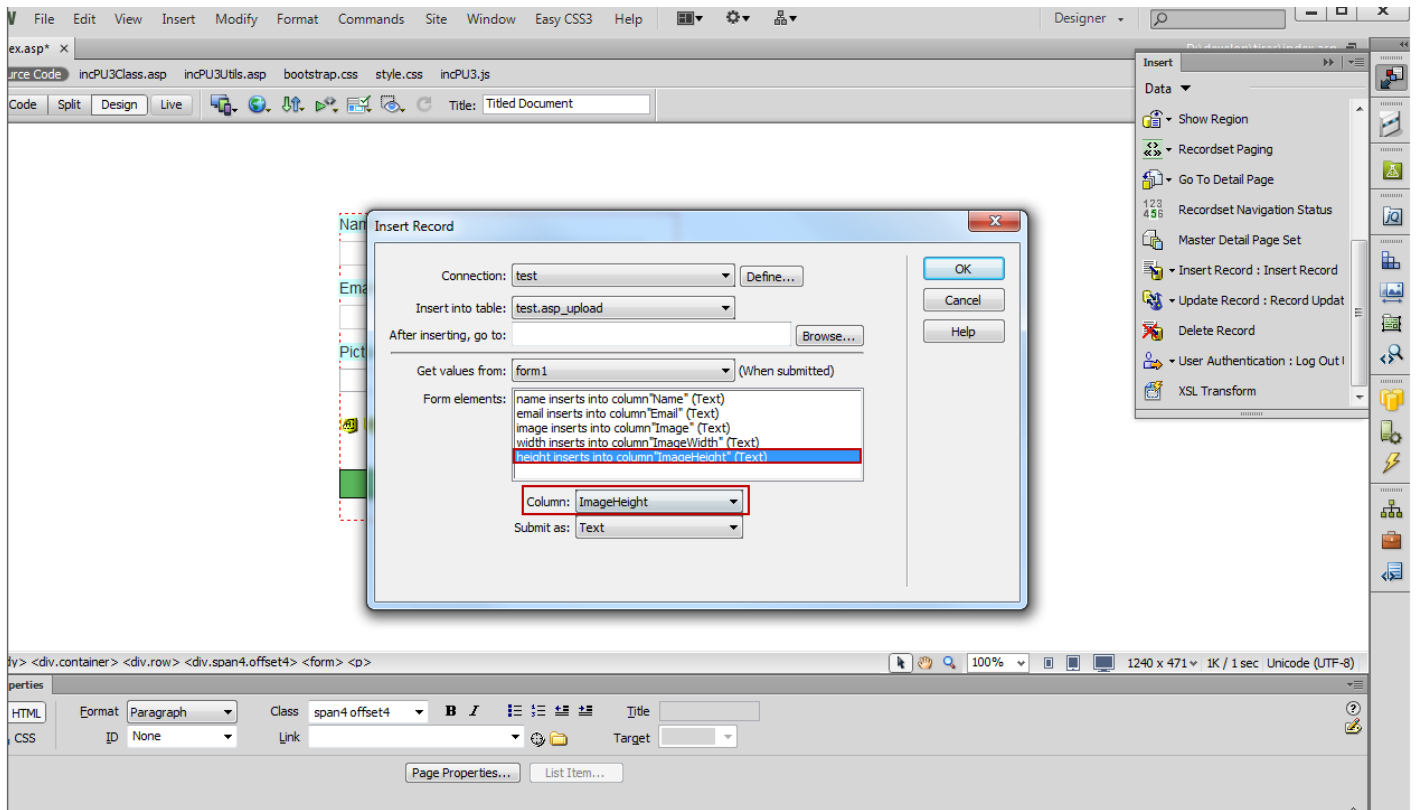 File Edit View Insert Modify Format Commands Site Window Easy CSS3 Help Designer
ex.asp*
urce Code incPU3Class.asp incPU3Utils.asp bootstrap.css style.css incPU3.js
Code Split Design Live Title: Titled Document
Insert
Data
Show Region
Recordset Paging
Go To Detail Page
123
456 Recordset Navigation Status
Master Detail Page Set
Insert Record : Insert Record
Update Record : Record Updat
Delete Record
User Authentication : Log Out
XSL Transform
jQ
Nam
Ema
Pict
Insert Record
Connection: test Define...
Insert into table: test.asp_upload
After inserting, go to: Browse...
Get values from: form1 (When submitted)
Form elements: name inserts into column"Name" (Text)
email inserts into column"Email" (Text)
image inserts into column"Image" (Text)
width inserts into column"ImageWidth" (Text)
height inserts into column"ImageHeight" (Text)
Column: ImageHeight
Submit as: Text
OK
Cancel
Help
dy> <div.container> <div.row> <div.span4.offset4> <form> <p> 100% 1240 x 471 1K / 1 sec Unicode (UTF-8)
perties
HTML Format Paragraph Class span4 offset4 B I Title
CSS ID None Link Target
Page Properties... List Item...